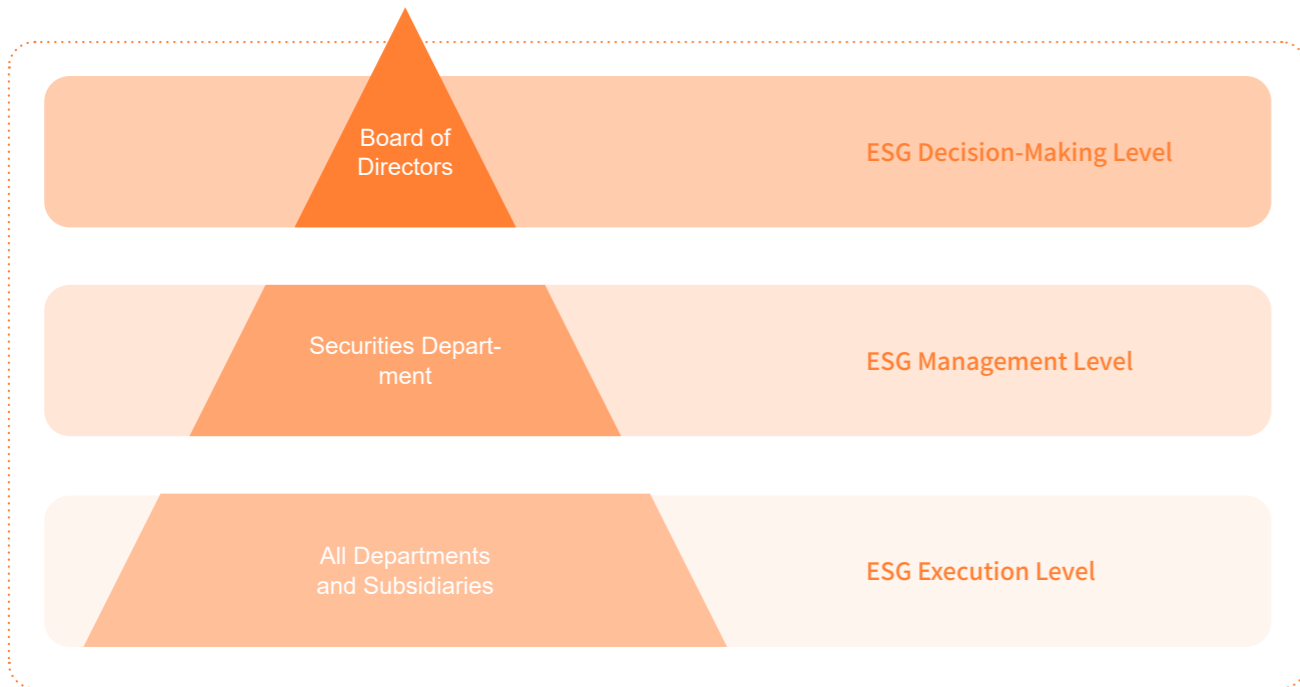 Board of
Directors
ESG Decision-Making Level
Securities Depart-
ment
ESG Management Level
All Departments
and Subsidiaries
ESG Execution Level